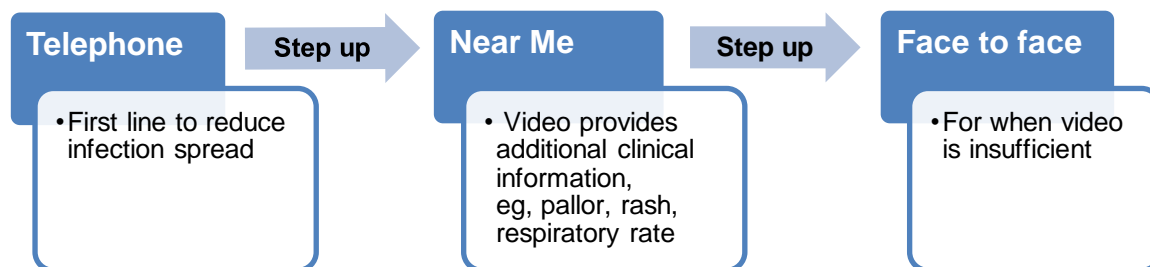 Telephone
Step up
Near Me
Step up
Face to face
•First line to reduce
infection spread
• Video provides
additional clinical
information,
eg, pallor, rash,
respiratory rate
•For when video
is insufficient